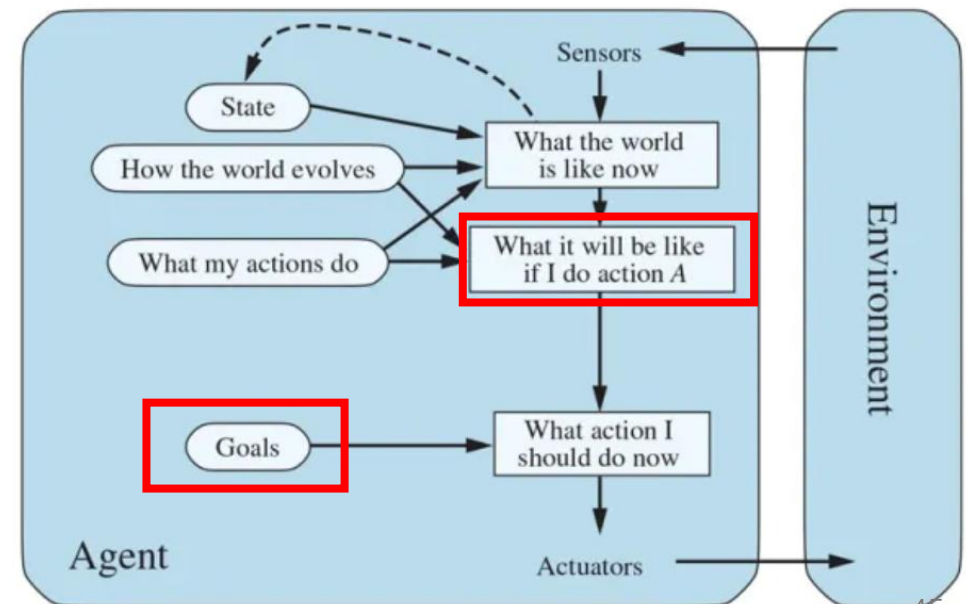 Sensors
State
What the world
is like now
How the world evolves
What it will be like
if I do action A
What my actions do
Goals
What action I
should do now
Agent
Actuators
Environment